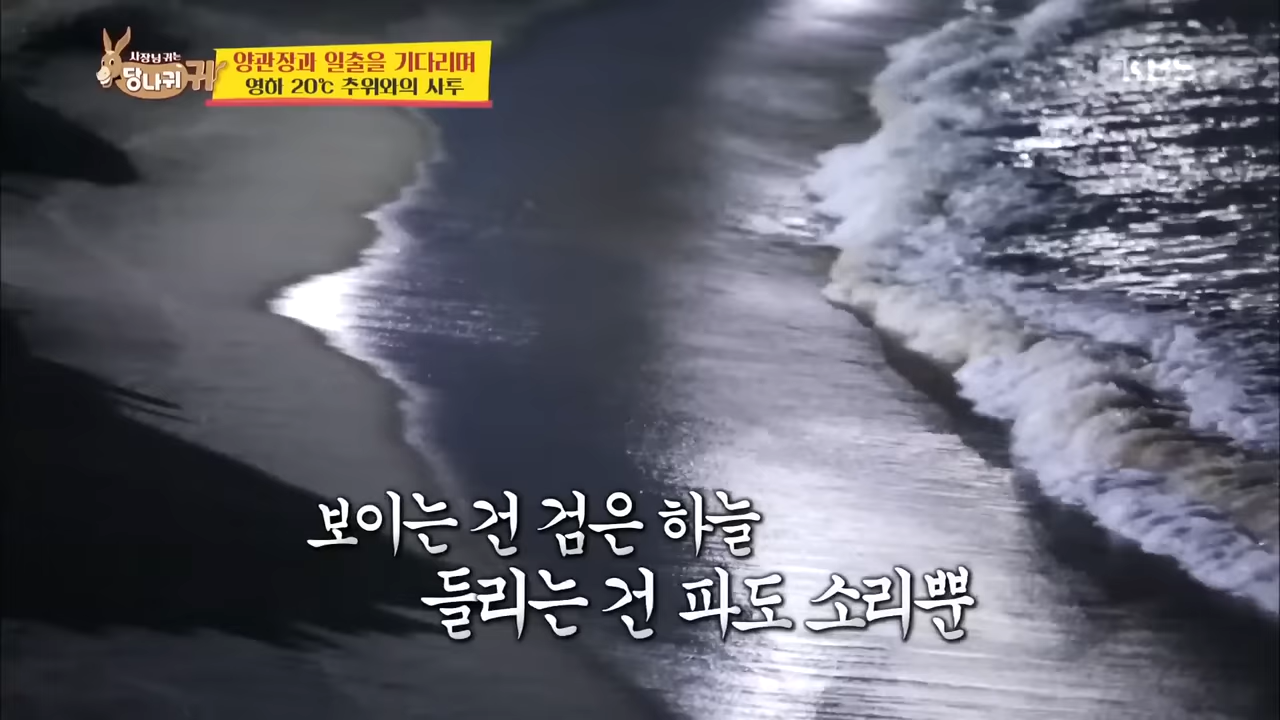 사장님 귀는
당나귀 귀
양관장과 일출을 기다리며
영하 20℃ 추위와의 사투
KBS
보이는 건 검은 하늘
들리는 건 파도 소리뿐